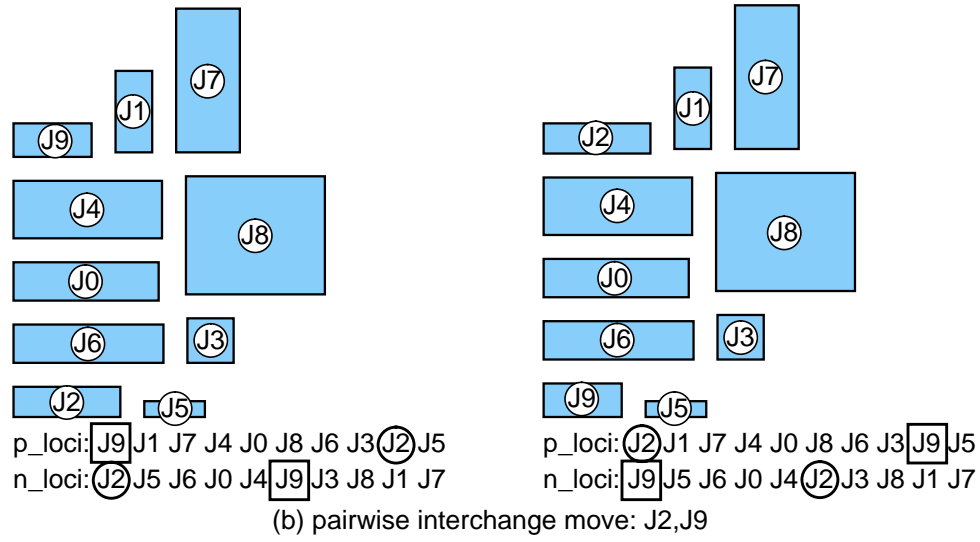 J7
J7
J1
J1
J9
J2
J4
J4
J8
J8
J0
J0
J6
J3
J6
J3
J2
J5
J9
J5
p_loci: J9 J1 J7 J4 J0 J8 J6 J3 J2 J5
p_loci: J2 J1 J7 J4 J0 J8 J6 J3 J9 J5
n_loci: J2 J5 J6 J0 J4 J9 J3 J8 J1 J7
n_loci: J9 J5 J6 J0 J4 J2 J3 J8 J1 J7
(b) pairwise interchange move: J2,J9